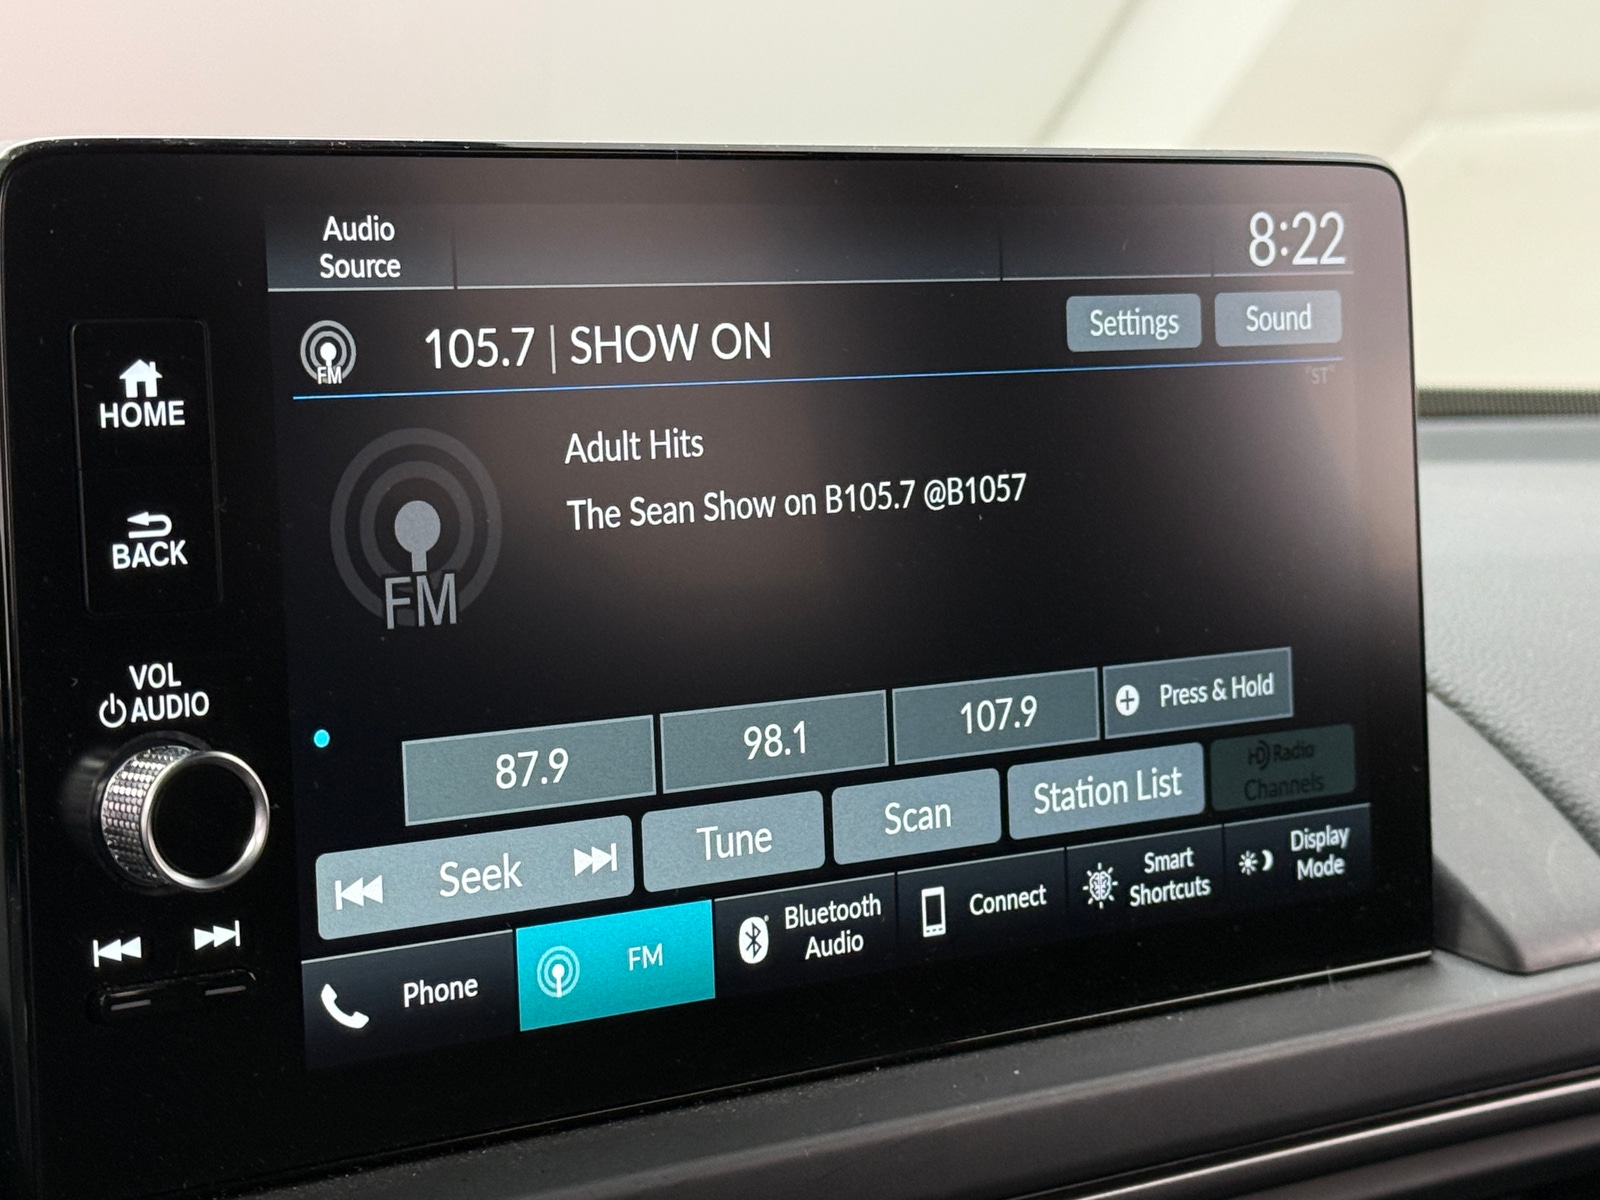 Audio
Source
8:22
FM
105.7 | SHOW ON
Settings
Sound
"ST"
HOME
Adult Hits
The Sean Show on B105.7 @B1057
BACK
FM
VOL
AUDIO
87.9
98.1
107.9
Press & Hold
Seek
Tune
Scan
Station List
HD Radio
Channels
Phone
FM
Bluetooth
Audio
Connect
Smart
Shortcuts
Display
Mode